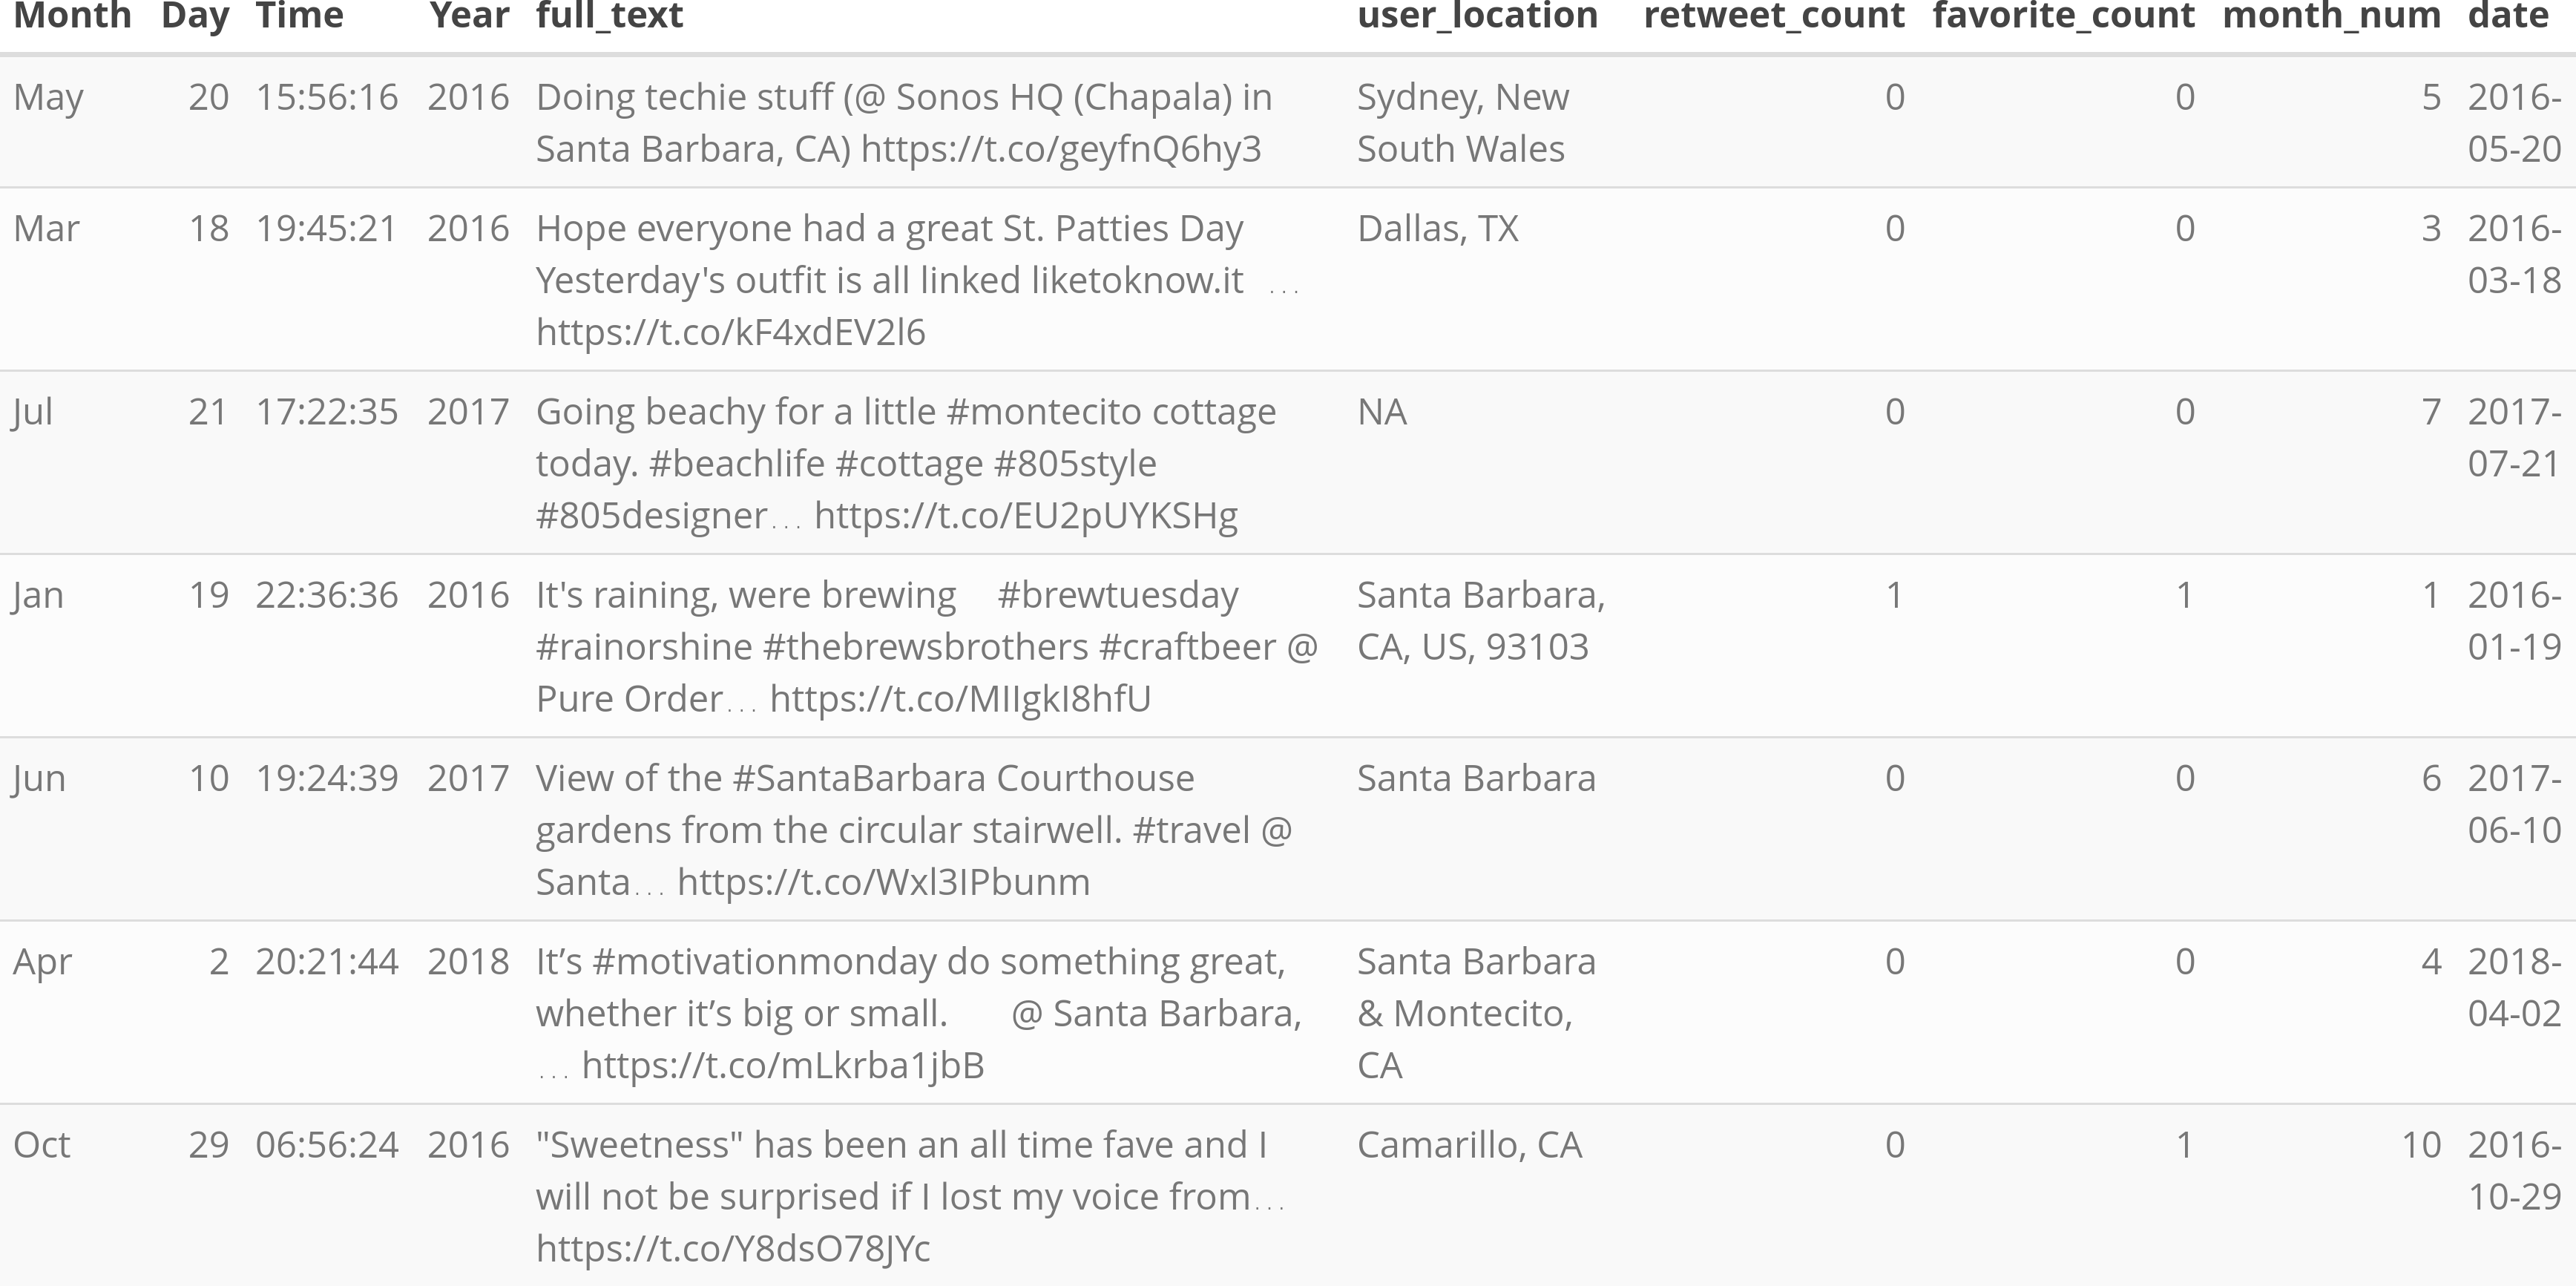 Month Day Time Year full_text user_location retweet_count favorite_count month_num date
May 20 15:56:16 2016 Doing techie stuff (@ Sonos HQ (Chapala) in Sydney, New 0 0 5 2016-
Santa Barbara, CA) https://t.co/geyfnQ6hy3 South Wales 05-20
Mar 18 19:45:21 2016 Hope everyone had a great St. Patties Day Dallas, TX 0 0 3 2016-
Yesterday's outfit is all linked liketoknow.it … 03-18
https://t.co/kF4xdEV2l6
Jul 21 17:22:35 2017 Going beachy for a little #montecito cottage NA 0 0 7 2017-
today. #beachlife #cottage #805style 07-21
#805designer… https://t.co/EU2pUYKSHg
Jan 19 22:36:36 2016 It's raining, were brewing #brewtuesday Santa Barbara, 1 1 1 2016-
#rainorshine #thebrewsbrothers #craftbeer @ CA, US, 93103 01-19
Pure Order… https://t.co/MIIgkI8hfU
Jun 10 19:24:39 2017 View of the #SantaBarbara Courthouse Santa Barbara 0 0 6 2017-
gardens from the circular stairwell. #travel @ 06-10
Santa… https://t.co/Wxl3IPbunm
Apr 2 20:21:44 2018 It’s #motivationmonday do something great, Santa Barbara 0 0 4 2018-
whether it’s big or small. @ Santa Barbara, & Montecito, 04-02
… https://t.co/mLkrba1jbB CA
Oct 29 06:56:24 2016 "Sweetness" has been an all time fave and I Camarillo, CA 0 1 10 2016-
will not be surprised if I lost my voice from… 10-29
https://t.co/Y8dsO78JYc